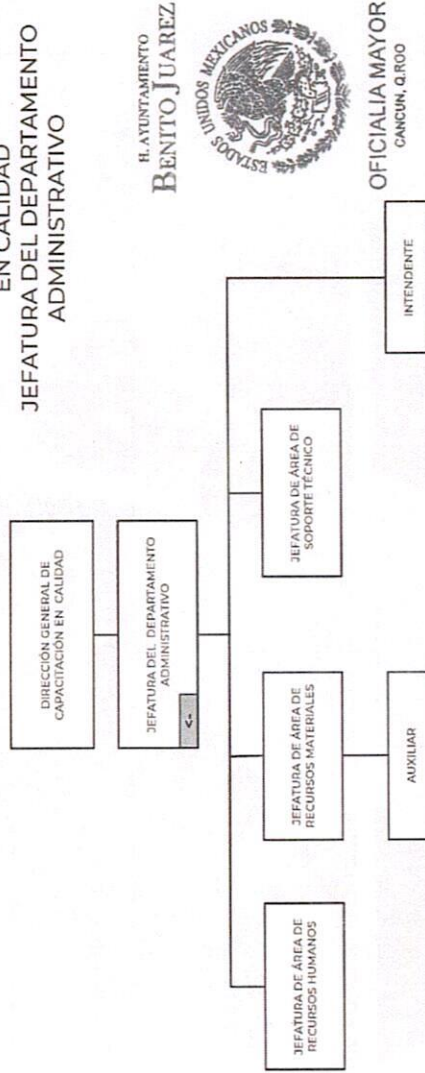 EN CALIDAD
JEFATURA DEL DEPARTAMENTO
ADMINISTRATIVO
H. AYUNTAMIENTO
BENITO JUAREZ
ESTADOS UNIDOS MEXICANOS
OFICIALIA MAYOR
CANCUN, Q.ROO
DIRECCIÓN GENERAL DE
CAPACITACIÓN EN CALIDAD
JEFATURA DEL DEPARTAMENTO
ADMINISTRATIVO
<-
JEFATURA DE ÁREA DE
RECURSOS HUMANOS
JEFATURA DE ÁREA DE
RECURSOS MATERIALES
JEFATURA DE ÁREA DE
SOPORTE TÉCNICO
AUXILIAR
INTENDENTE